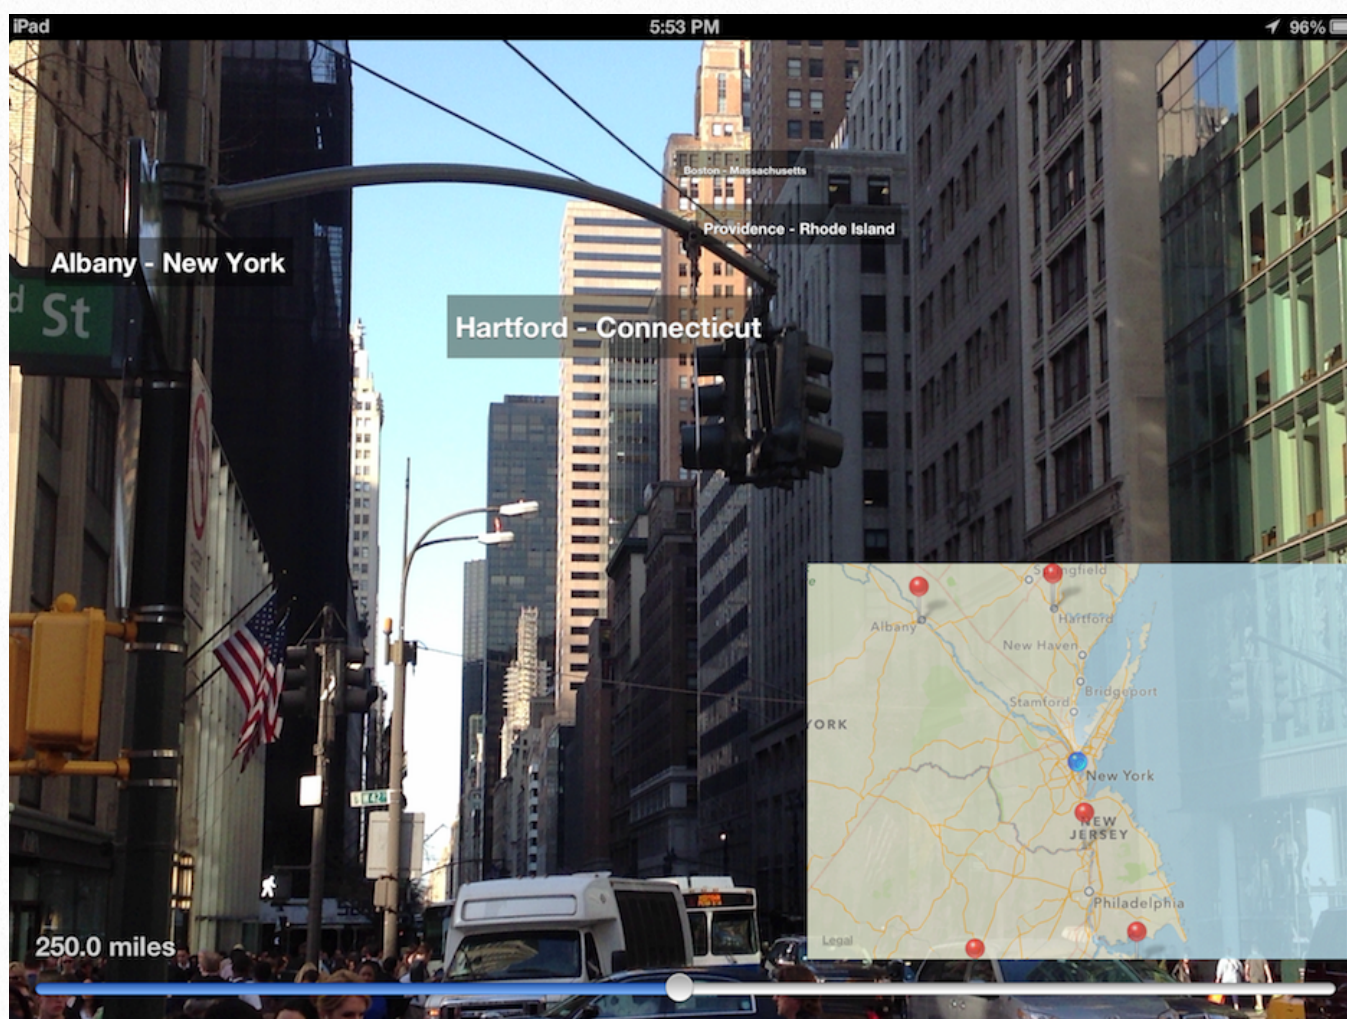 iPad 5:53 PM 96%
Boston - Massachusetts
Providence - Rhode Island
Albany - New York
d St
Hartford - Connecticut
Springfield
Hartford
Albany
New Haven
Bridgeport
Stamford
YORK
New York
NEW
JERSEY
Philadelphia
Legal
250.0 miles